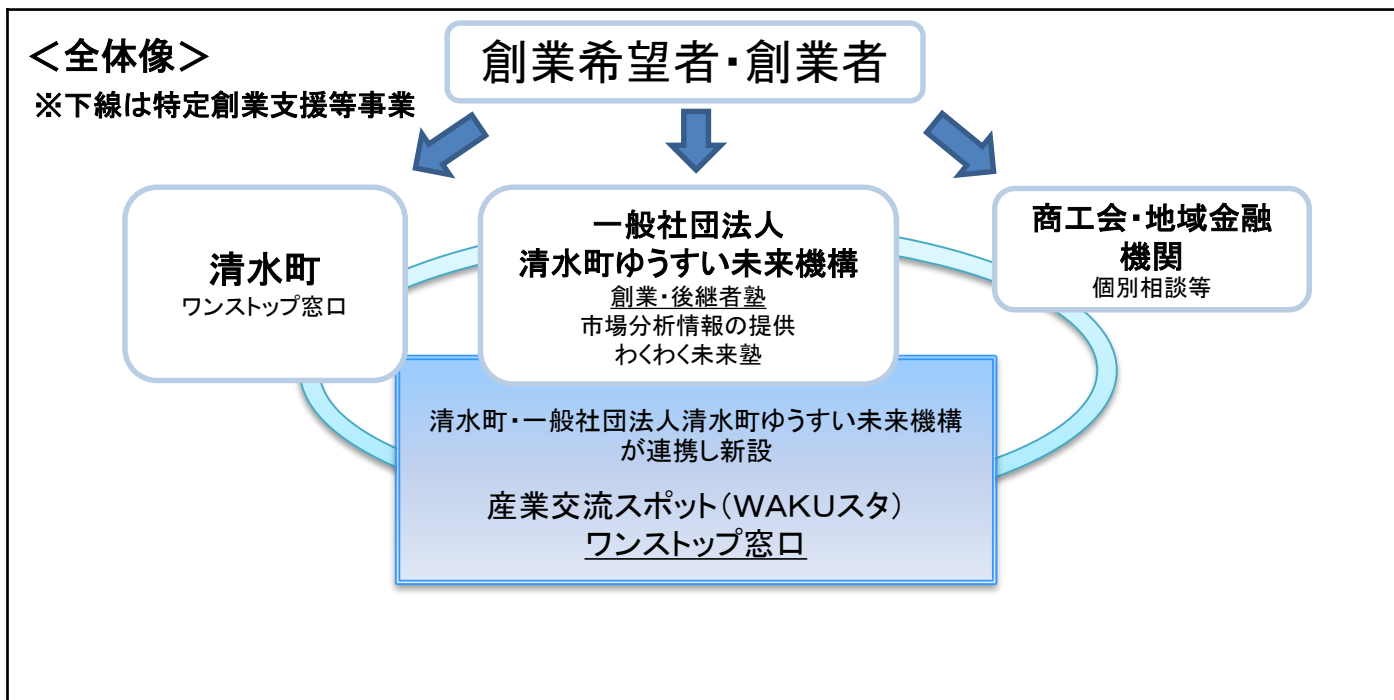 ＜全体像＞
※下線は特定創業支援等事業
創業希望者・創業者
清水町
ワンストップ窓口
一般社団法人
清水町ゆうすい未来機構
創業・後継者塾
市場分析情報の提供
わくわく未来塾
商工会・地域金融
機関
個別相談等
清水町・一般社団法人清水町ゆうすい未来機構
が連携し新設
産業交流スポット（WAKUスタ）
ワンストップ窓口